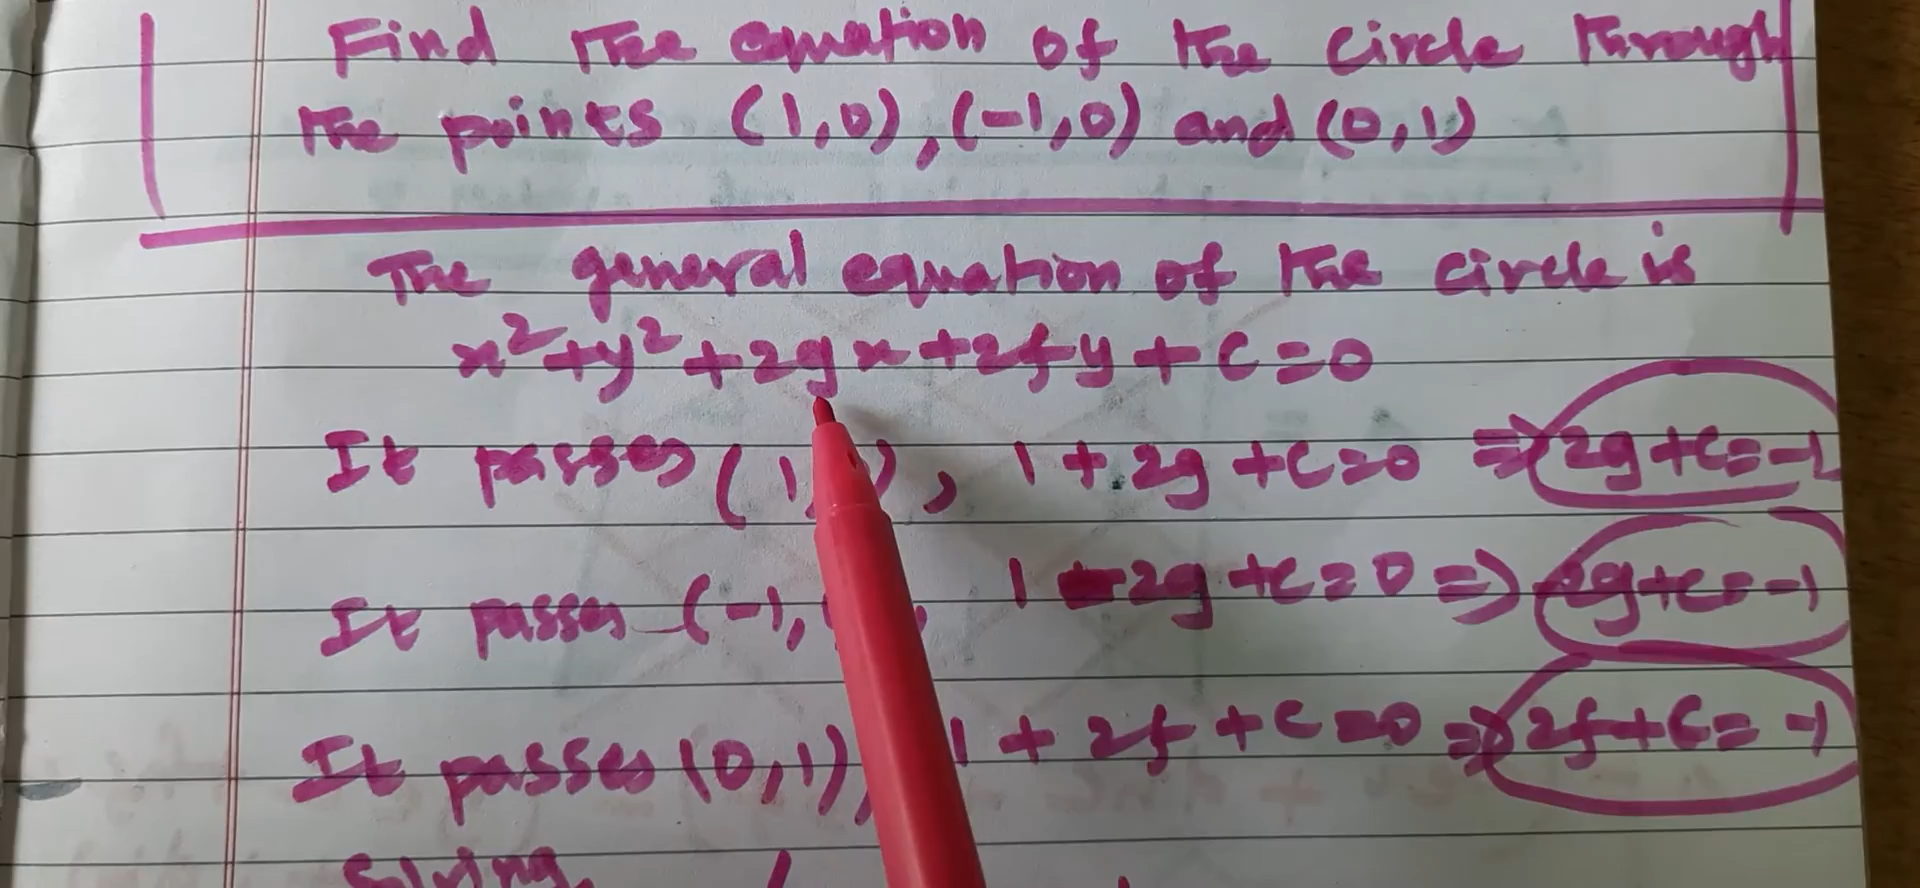 Find the equation of the circle through
the points (1,0), (-1,0) and (0,1)
The general equation of the circle is
x²+y²+2gx+2fy+c=0
It passes (1, ), 1+2g+c=0 ⇒ 2g+c=-1
It passes (-1, , 1-2g+c=0 ⇒ -2g+c=-1
It passes (0,1), 1+2f+c=0 ⇒ 2f+c=-1
Solving